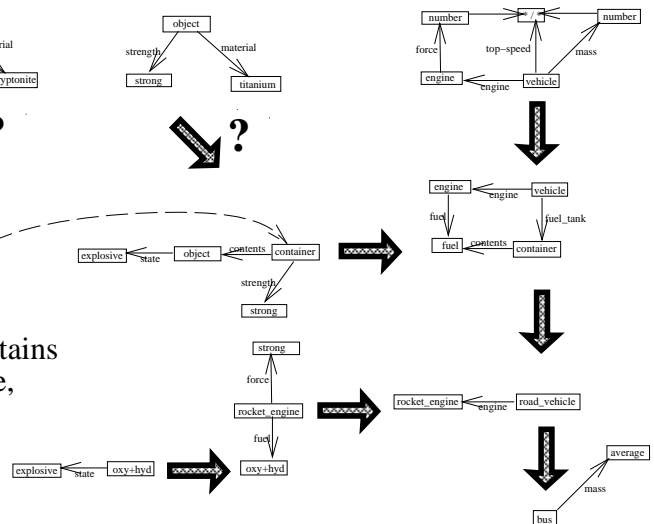 object
strength
material
strong
titanium
?
number
* / *
number
force
top-speed
mass
engine
engine
vehicle
engine
engine
vehicle
fuel
fuel_tank
fuel
contents
container
explosive
state
object
contents
container
strength
strong
tains
e,
strong
force
rocket_engine
fuel
oxy+hyd
explosive
state
oxy+hyd
rocket_engine
engine
road_vehicle
average
mass
bus